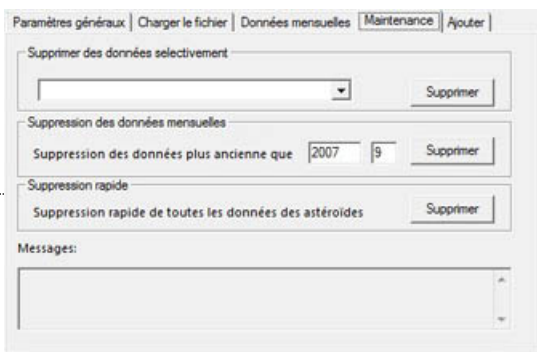 Paramètres généraux Charger le fichier Données mensuelles Maintenance Ajouter
Supprimer des données selectivement
Supprimer
Suppression des données mensuelles
Suppression des données plus ancienne que 2007 9 Supprimer
Suppression rapide
Suppression rapide de toutes les données des astéroïdes Supprimer
Messages: